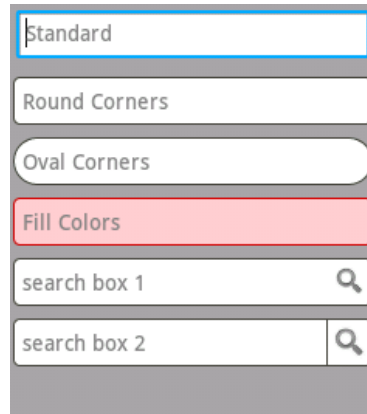 Standard
Round Corners
Oval Corners
Fill Colors
search box 1
search box 2